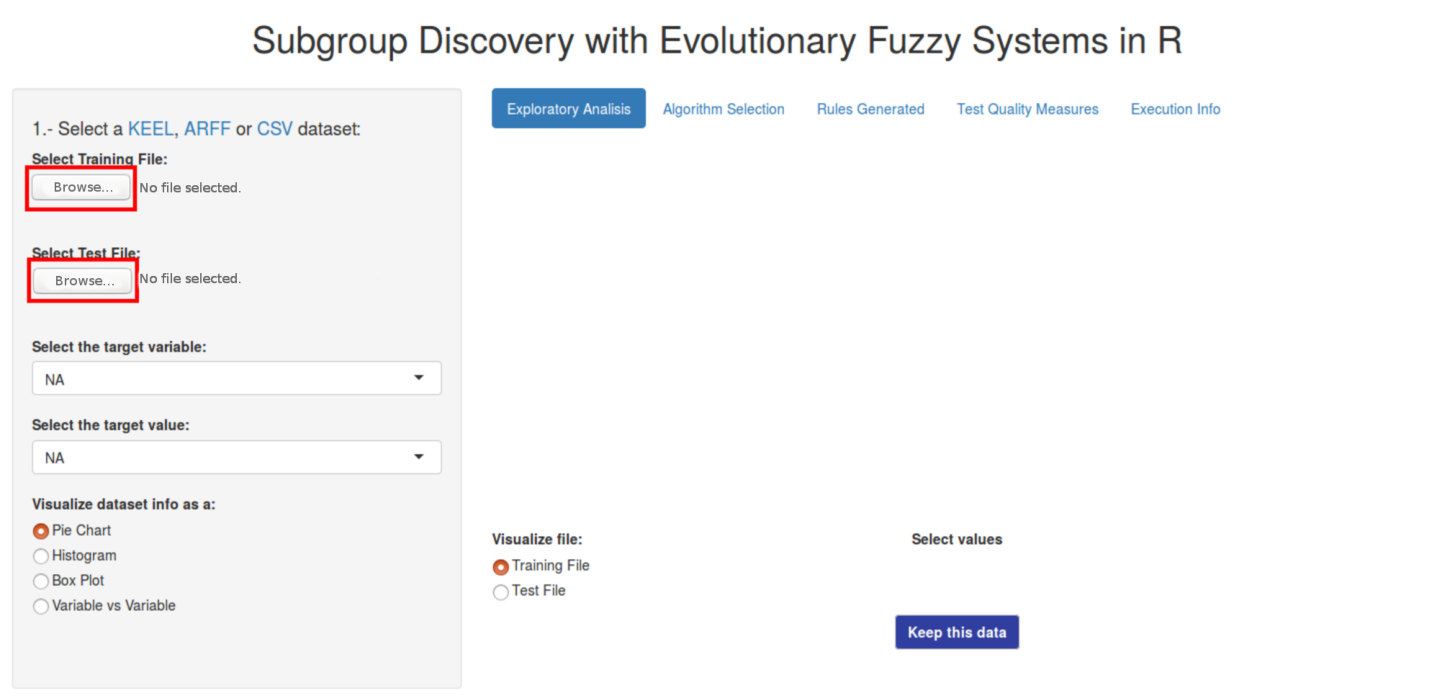 Subgroup Discovery with Evolutionary Fuzzy Systems in R
1.- Select a KEEL, ARFF or CSV dataset:
Select Training File:
Browse... No file selected.
Select Test File:
Browse... No file selected.
Select the target variable:
NA
Select the target value:
NA
Visualize dataset info as a:
Pie Chart
Histogram
Box Plot
Variable vs Variable
Exploratory Analisis Algorithm Selection Rules Generated Test Quality Measures Execution Info
Visualize file:
Training File
Test File
Select values
Keep this data